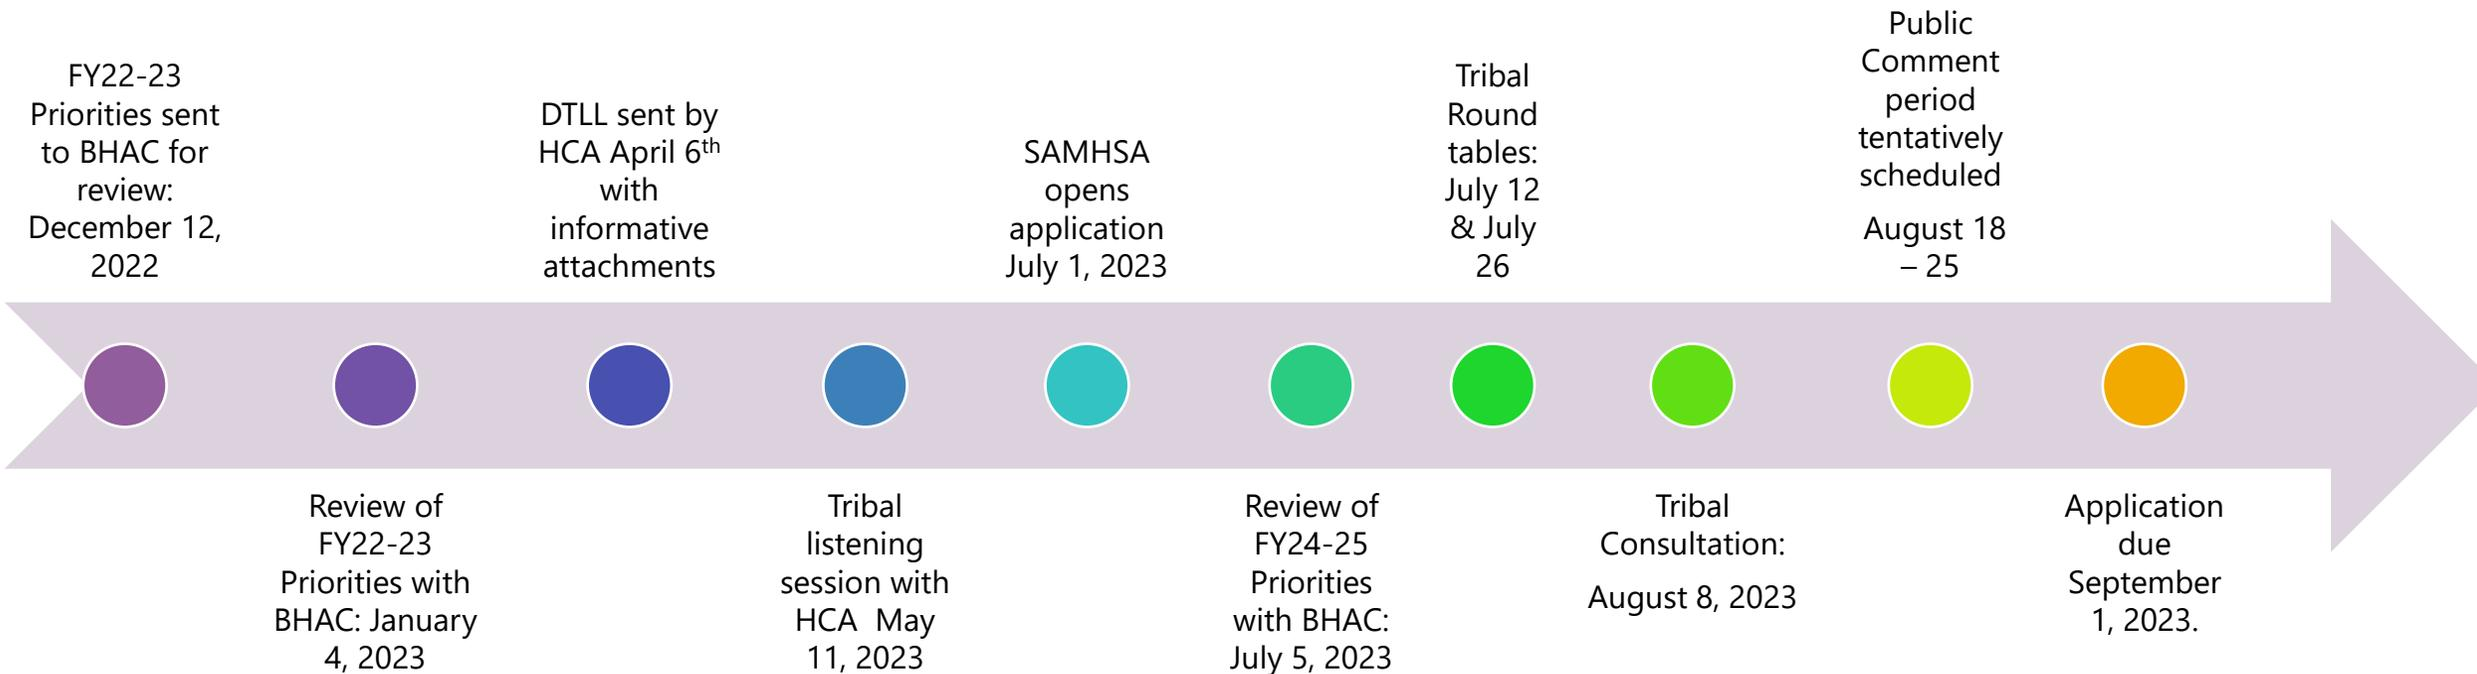 FY22-23
Priorities sent
to BHAC for
review:
December 12,
2022
Review of
FY22-23
Priorities with
BHAC: January
4, 2023
DTLL sent by
HCA April 6th
with
informative
attachments
Tribal
listening
session with
HCA  May
11, 2023
SAMHSA
opens
application
July 1, 2023
Review of
FY24-25
Priorities
with BHAC:
July 5, 2023
Tribal
Round
tables:
July 12
& July
26
Tribal
Consultation:
August 8, 2023
Public
Comment
period
tentatively
scheduled
August 18
– 25
Application
due
September
1, 2023.